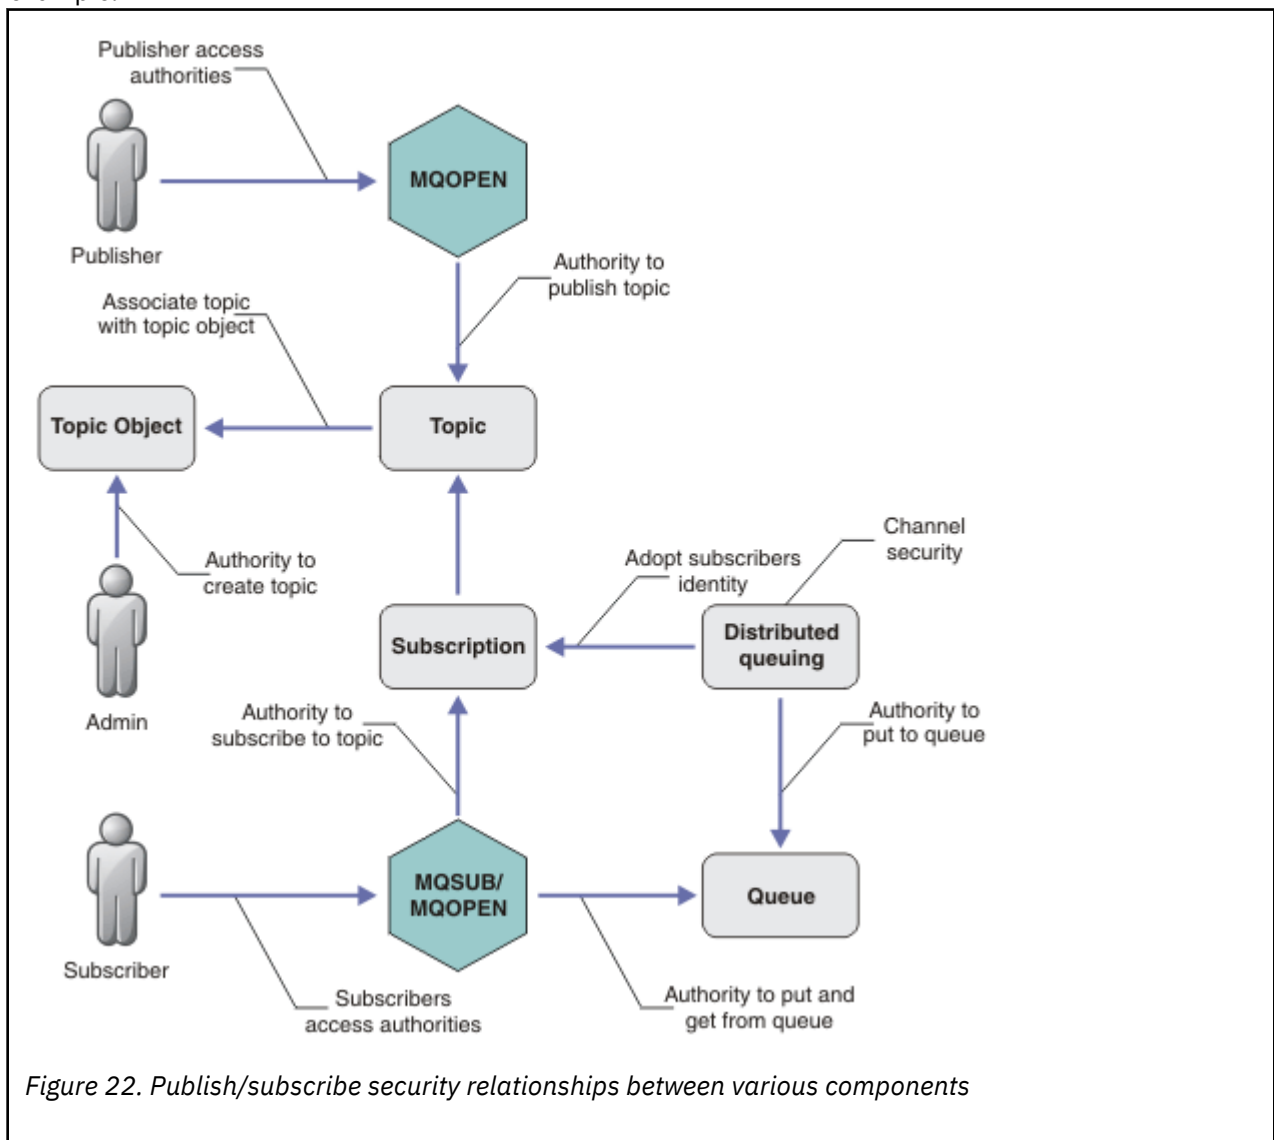 Publisher access
authorities
MQOPEN
Publisher
Authority to
publish topic
Associate topic
with topic object
Topic Object
Topic
Channel
security
Authority to
create topic
Adopt subscribers
identity
Subscription
Distributed
queuing
Admin
Authority to
subscribe to topic
Authority to
put to queue
MQSUB/
MQOPEN
Queue
Subscriber
Subscribers
access authorities
Authority to put and
get from queue
Figure 22. Publish/subscribe security relationships between various components